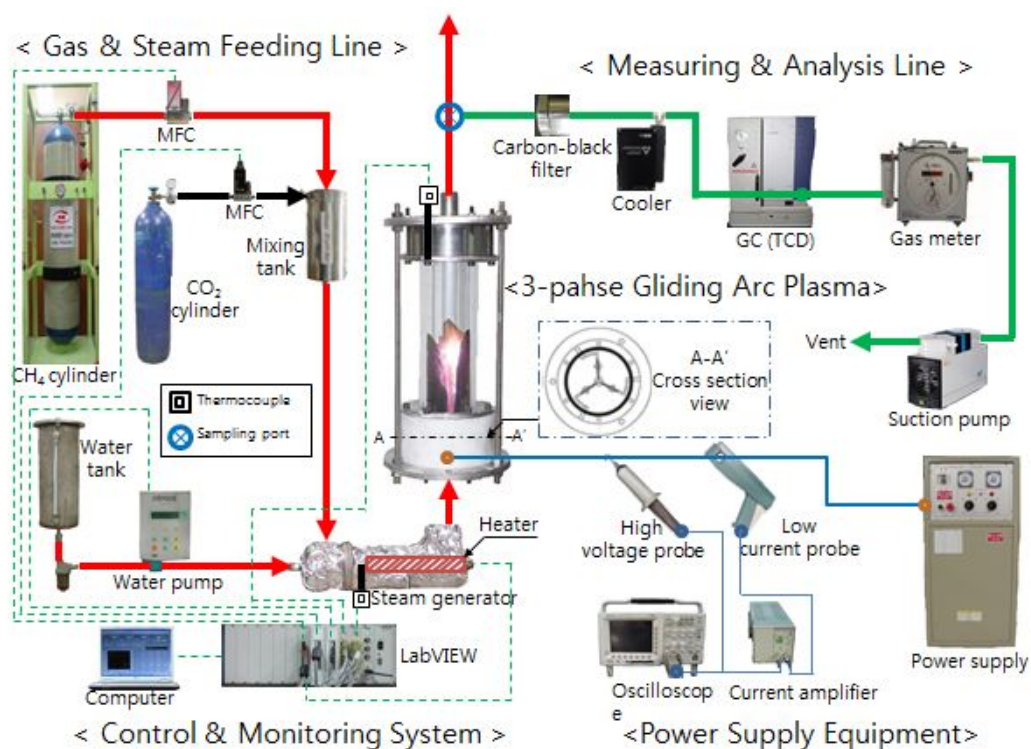 < Gas & Steam Feeding Line >
< Measuring & Analysis Line >
MFC
Carbon-black
filter
Cooler
GC (TCD)
Gas meter
MFC
Mixing
tank
CO2
cylinder
CH4 cylinder
<3-pahse Gliding Arc Plasma>
A-A′
Cross section
view
Vent
Suction pump
Thermocouple
Sampling port
A
A′
Water
tank
Water pump
Heater
Steam generator
High
voltage probe
Low
current probe
Power supply
LabVIEW
Computer
Oscilloscop
e
Current amplifier
< Control & Monitoring System >
<Power Supply Equipment>